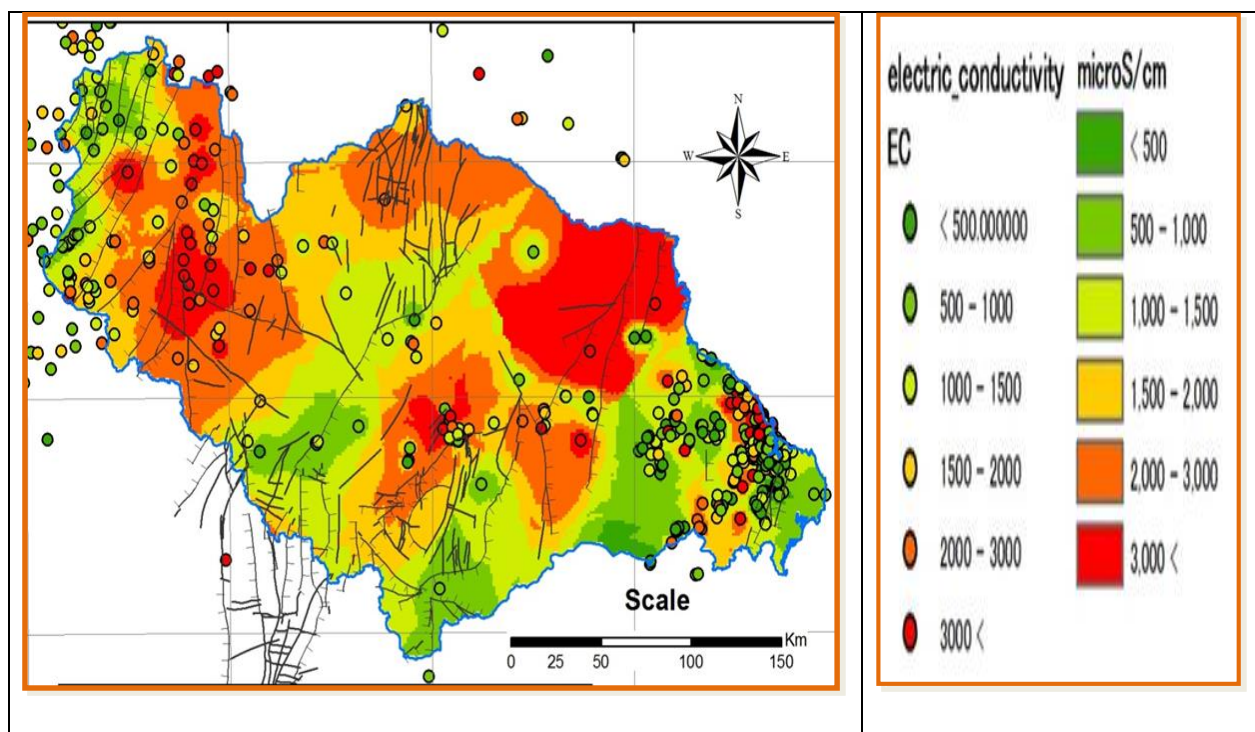 N
W E
S
Scale
Km
0 25 50 100 150
electric_conductivity
EC
< 500.000000
500 - 1000
1000 - 1500
1500 - 2000
2000 - 3000
3000 <
microS/cm
< 500
500 - 1,000
1,000 - 1,500
1,500 - 2,000
2,000 - 3,000
3,000 <